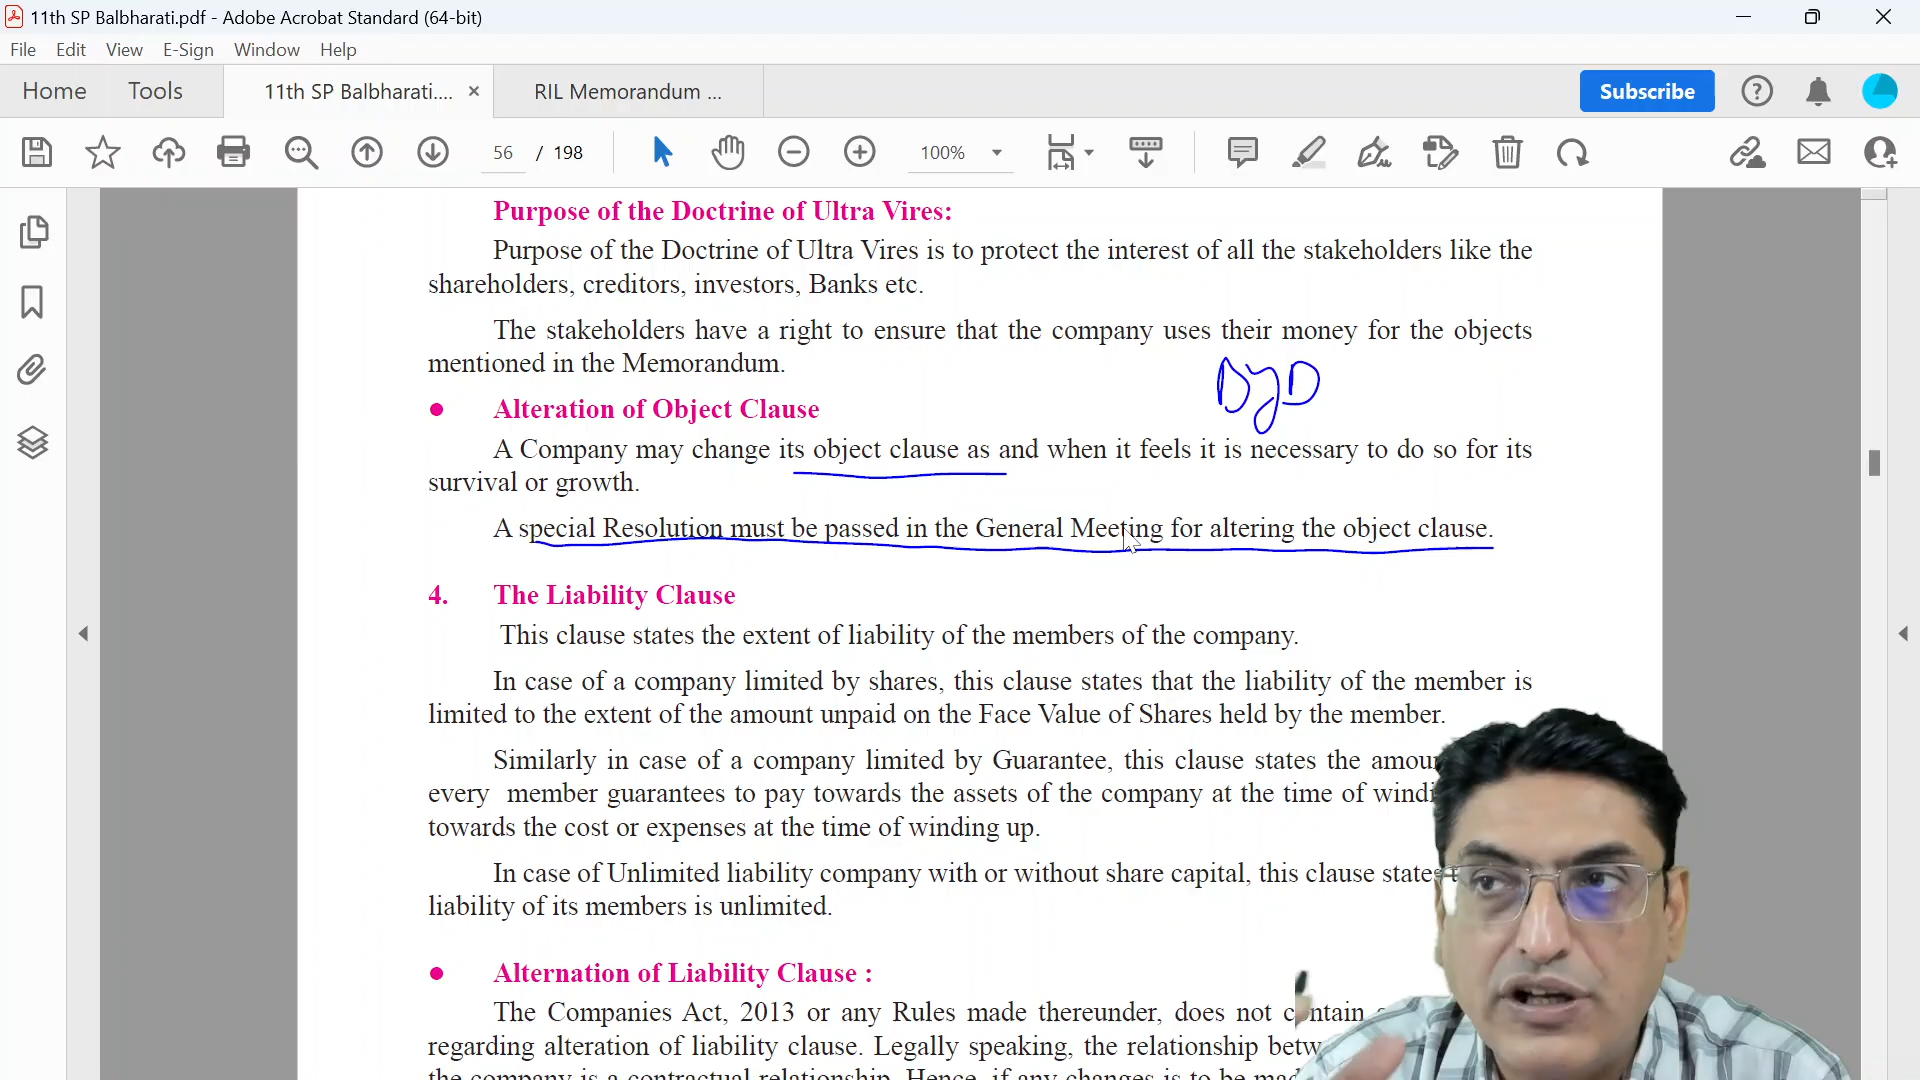 11th SP Balbharati.pdf - Adobe Acrobat Standard (64-bit)
File Edit View E-Sign Window Help
Home Tools 11th SP Balbharati.... × RIL Memorandum ... Subscribe
56 / 198 100%
Purpose of the Doctrine of Ultra Vires:
Purpose of the Doctrine of Ultra Vires is to protect the interest of all the stakeholders like the
shareholders, creditors, investors, Banks etc.
The stakeholders have a right to ensure that the company uses their money for the objects
mentioned in the Memorandum.
ByD
• Alteration of Object Clause
A Company may change its object clause as and when it feels it is necessary to do so for its
survival or growth.
A special Resolution must be passed in the General Meeting for altering the object clause.
4. The Liability Clause
This clause states the extent of liability of the members of the company.
In case of a company limited by shares, this clause states that the liability of the member is
limited to the extent of the amount unpaid on the Face Value of Shares held by the member.
Similarly in case of a company limited by Guarantee, this clause states the
every member guarantees to pay towards the assets of the company at the time of
towards the cost or expenses at the time of winding up.
In case of Unlimited liability company with or without share capital, this clause states
liability of its members is unlimited.
• Alternation of Liability Clause :
The Companies Act, 2013 or any Rules made thereunder, does not
regarding alteration of liability clause. Legally speaking, the relationship
the company is a contractual relationship. Hence, if any changes is to be